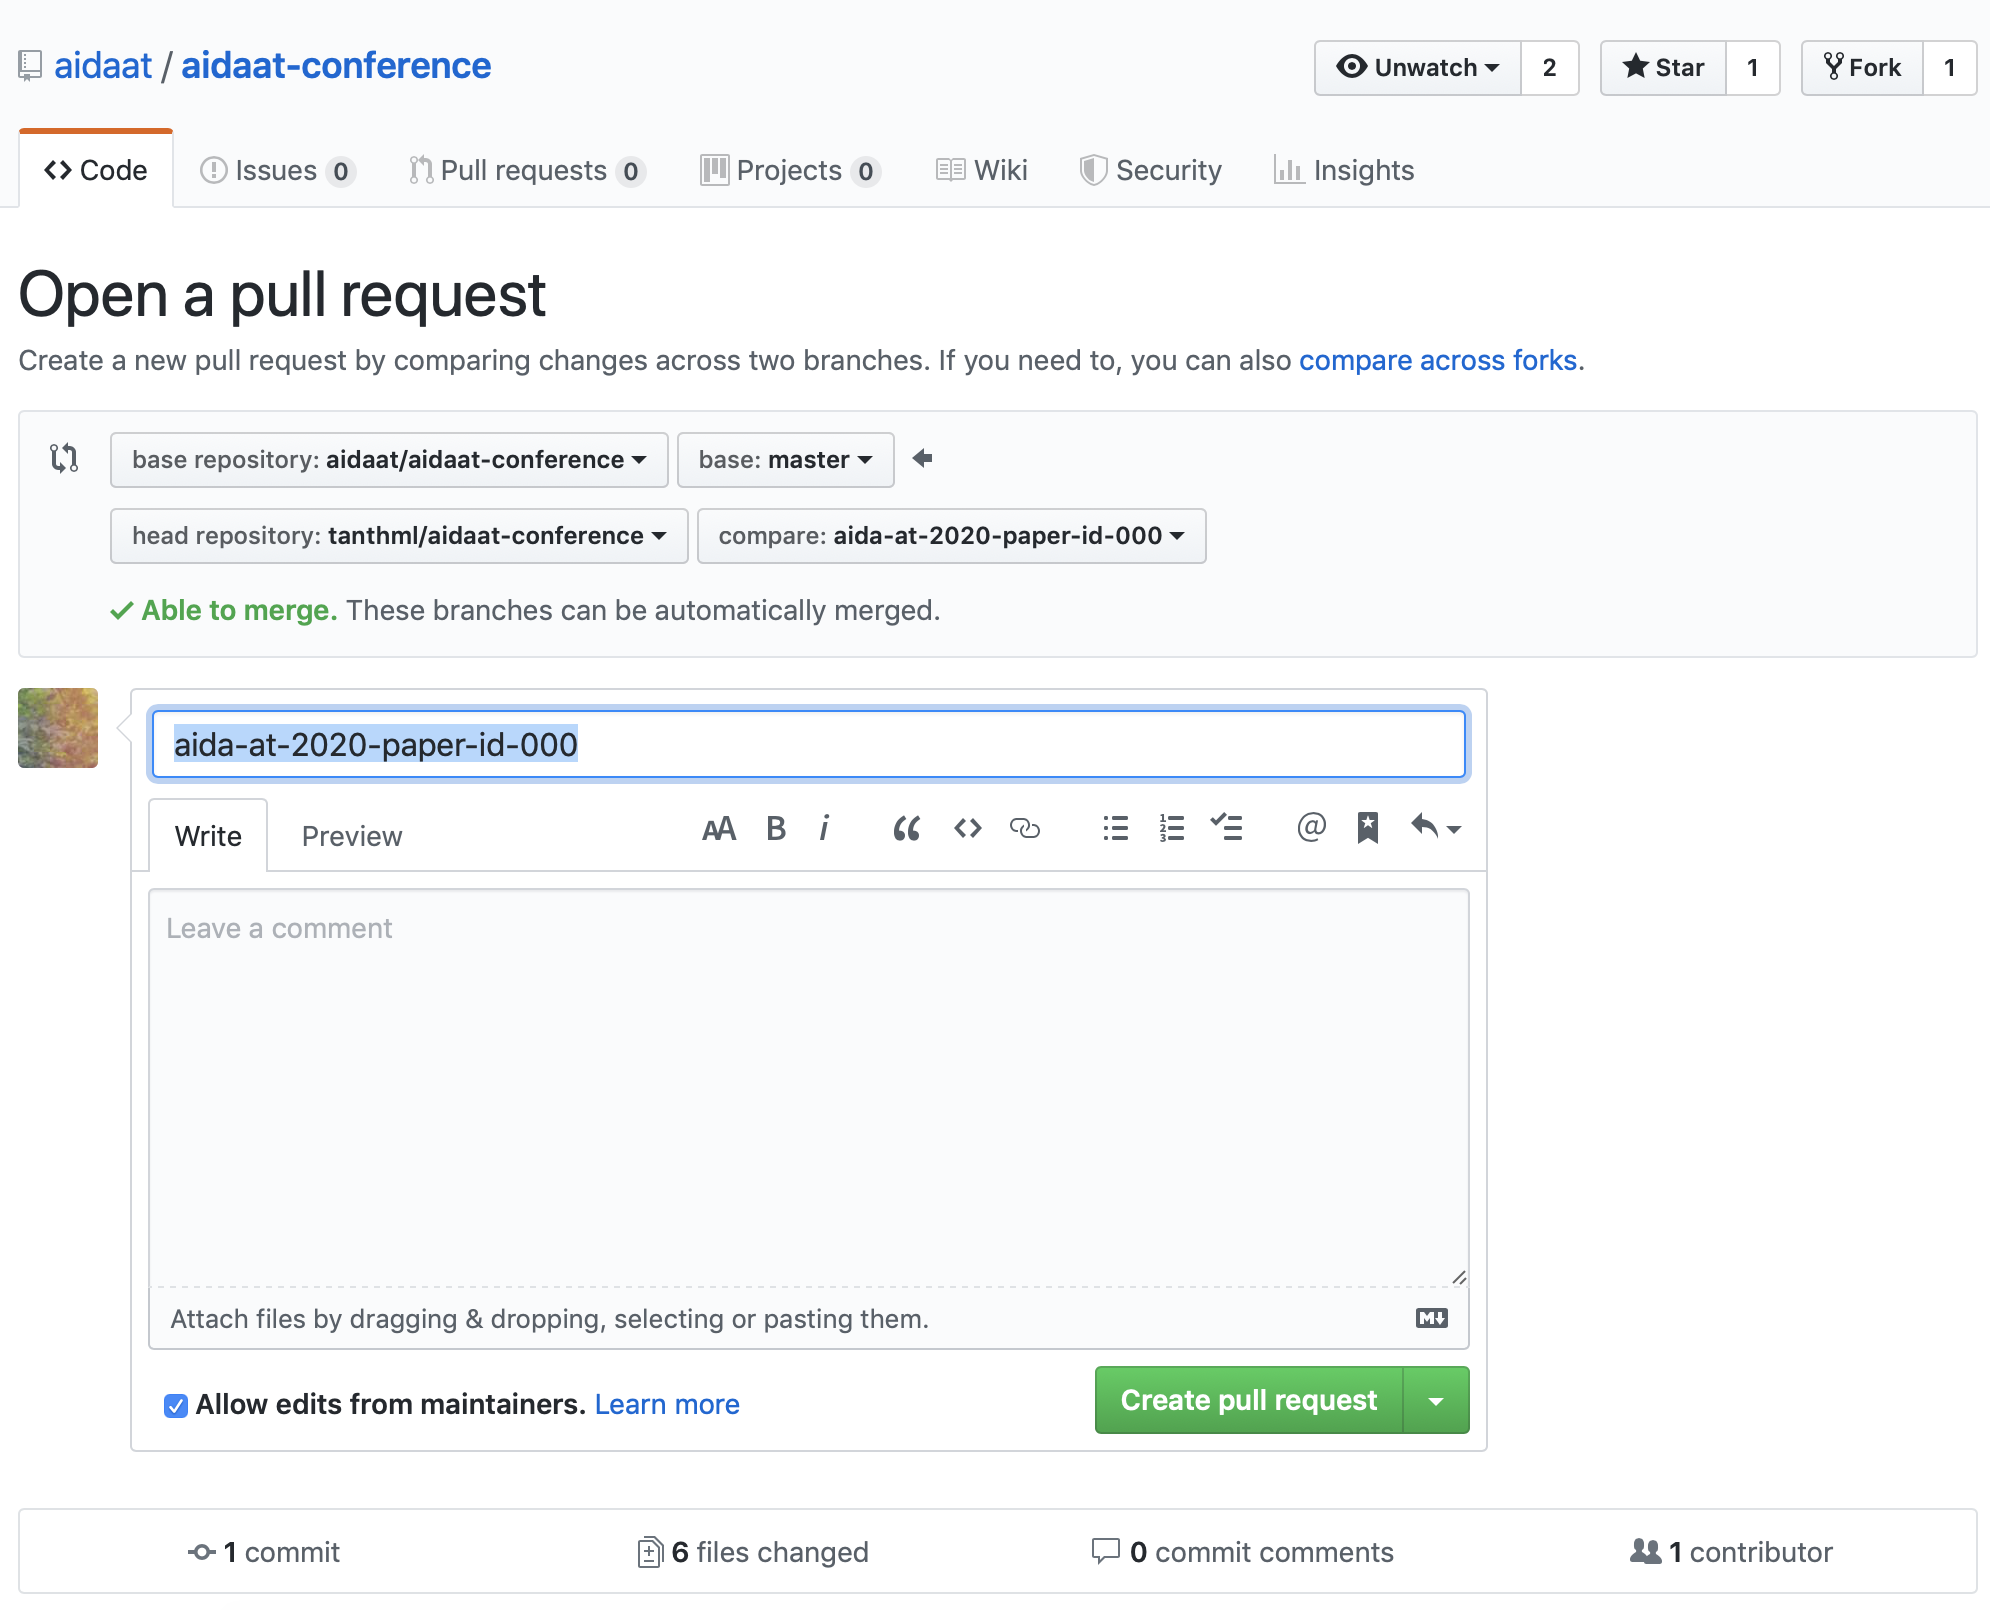 aidaat / aidaat-conference
Unwatch 2 Star 1 Fork 1
Code Issues 0 Pull requests 0 Projects 0 Wiki Security Insights
Open a pull request
Create a new pull request by comparing changes across two branches. If you need to, you can also compare across forks.
base repository: aidaat/aidaat-conference base: master
head repository: tanthml/aidaat-conference compare: aida-at-2020-paper-id-000
Able to merge. These branches can be automatically merged.
aida-at-2020-paper-id-000
Write Preview
Leave a comment
Attach files by dragging & dropping, selecting or pasting them.
Allow edits from maintainers. Learn more Create pull request
1 commit 6 files changed 0 commit comments 1 contributor